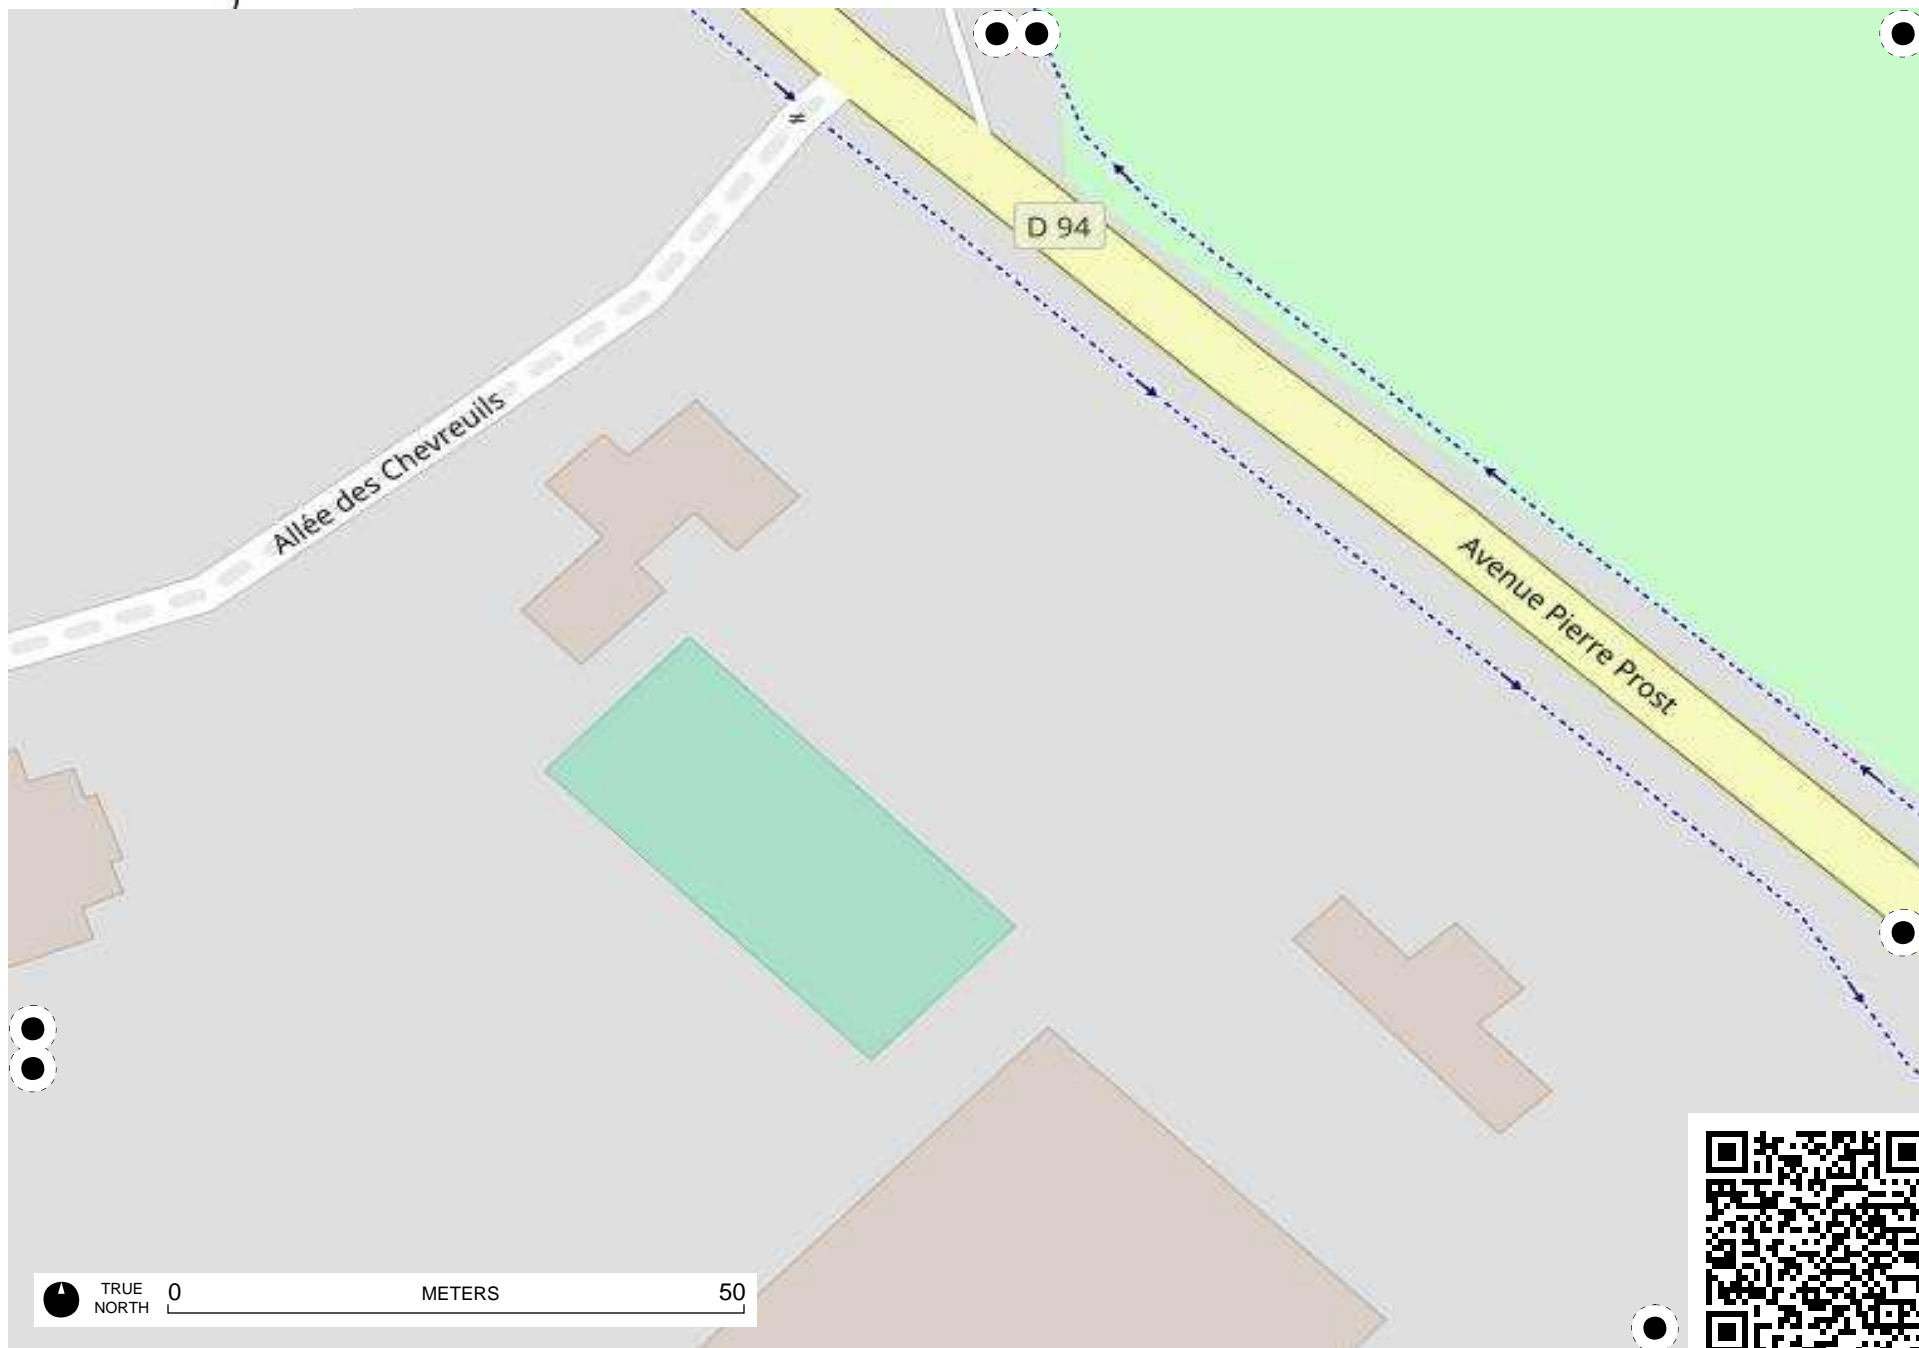 D 94
Allée des Chevreuils
Avenue Pierre Prost
TRUE
NORTH
0 METERS 50